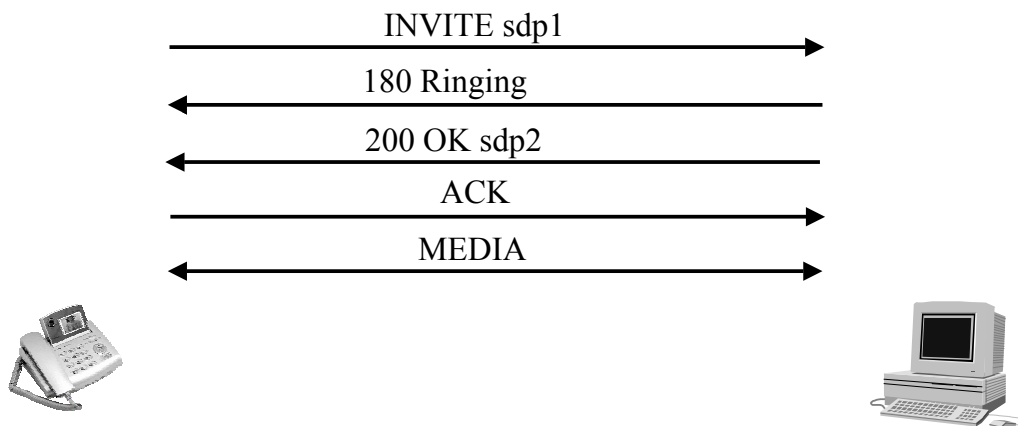 INVITE sdp1
180 Ringing
200 OK sdp2
ACK
MEDIA